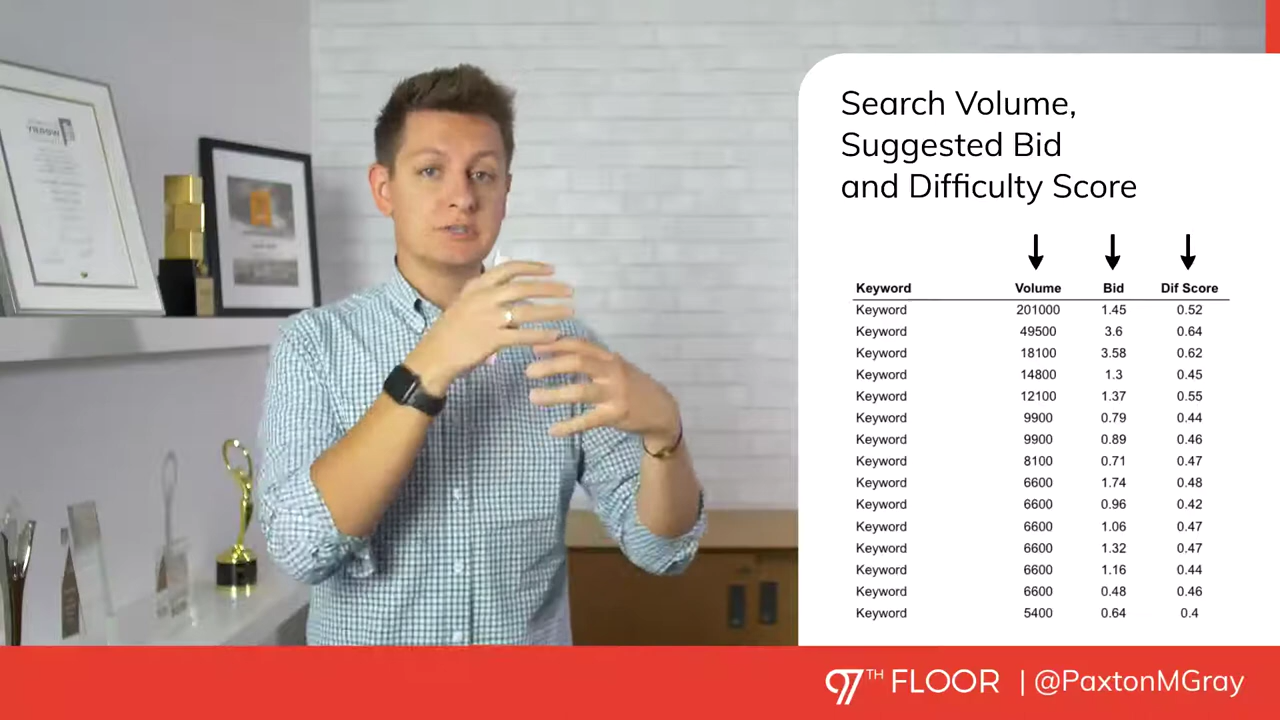 Search Volume,
Suggested Bid
and Difficulty Score
Keyword Volume Bid Dif Score
Keyword 201000 1.45 0.52
Keyword 49500 3.6 0.64
Keyword 18100 3.58 0.62
Keyword 14800 1.3 0.45
Keyword 12100 1.37 0.55
Keyword 9900 0.79 0.44
Keyword 9900 0.89 0.46
Keyword 8100 0.71 0.47
Keyword 6600 1.74 0.48
Keyword 6600 0.96 0.42
Keyword 6600 1.06 0.47
Keyword 6600 1.32 0.47
Keyword 6600 1.16 0.44
Keyword 6600 0.48 0.46
Keyword 5400 0.64 0.4
97TH FLOOR | @PaxtonMGray